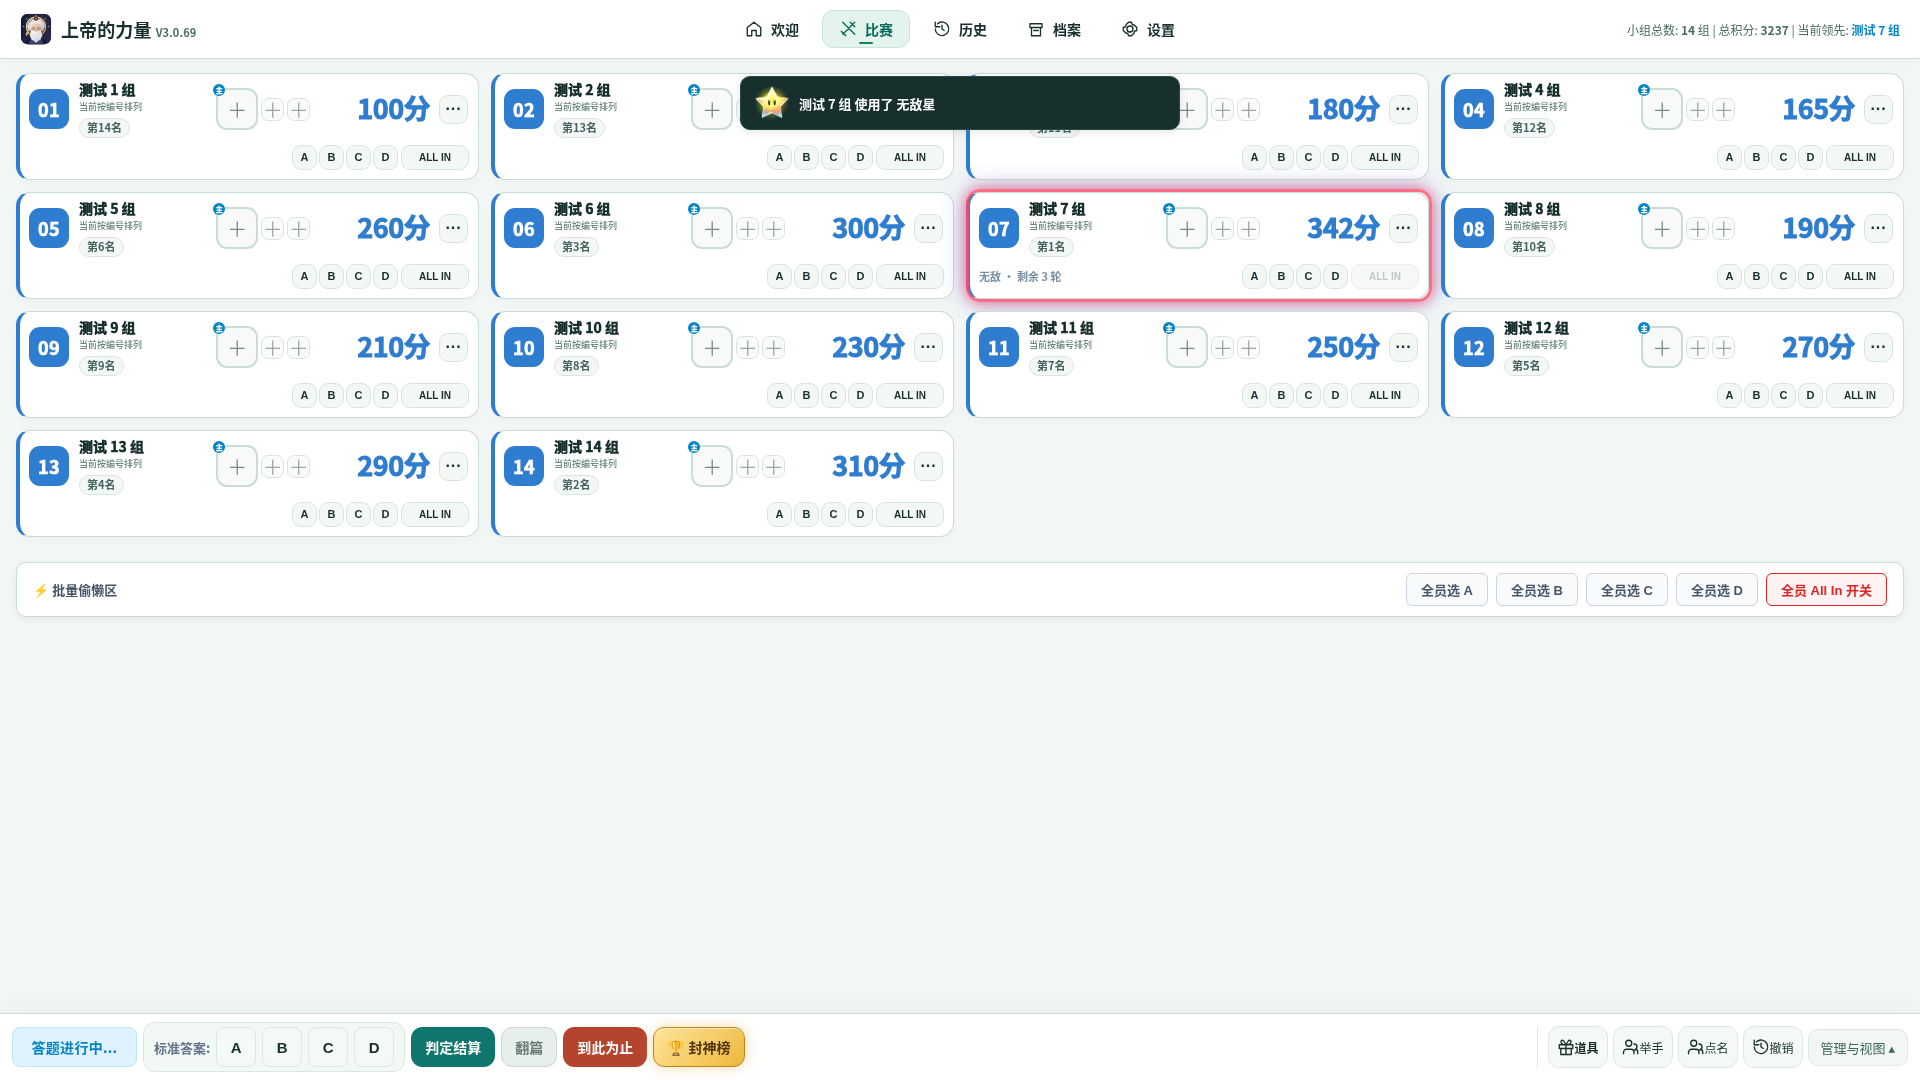 上帝的力量 V3.0.69
欢迎
比赛
历史
档案
设置
小组总数: 14 组 | 总积分: 3237 | 当前领先: 测试 7 组
测试 7 组 使用了 无敌星
01
测试 1 组
当前按编号排列
第14名
主
100分
A B C D ALL IN
02
测试 2 组
当前按编号排列
第13名
主
A B C D ALL IN
180分
A B C D ALL IN
04
测试 4 组
当前按编号排列
第12名
主
165分
A B C D ALL IN
05
测试 5 组
当前按编号排列
第6名
主
260分
A B C D ALL IN
06
测试 6 组
当前按编号排列
第3名
主
300分
A B C D ALL IN
07
测试 7 组
当前按编号排列
第1名
主
342分
无敌 · 剩余 3 轮
A B C D ALL IN
08
测试 8 组
当前按编号排列
第10名
主
190分
A B C D ALL IN
09
测试 9 组
当前按编号排列
第9名
主
210分
A B C D ALL IN
10
测试 10 组
当前按编号排列
第8名
主
230分
A B C D ALL IN
11
测试 11 组
当前按编号排列
第7名
主
250分
A B C D ALL IN
12
测试 12 组
当前按编号排列
第5名
主
270分
A B C D ALL IN
13
测试 13 组
当前按编号排列
第4名
主
290分
A B C D ALL IN
14
测试 14 组
当前按编号排列
第2名
主
310分
A B C D ALL IN
⚡ 批量偷懒区
全员选 A
全员选 B
全员选 C
全员选 D
全员 All In 开关
答题进行中...
标准答案: A B C D
判定结算
翻篇
到此为止
🏆 封神榜
道具
举手
点名
撤销
管理与视图 ▴